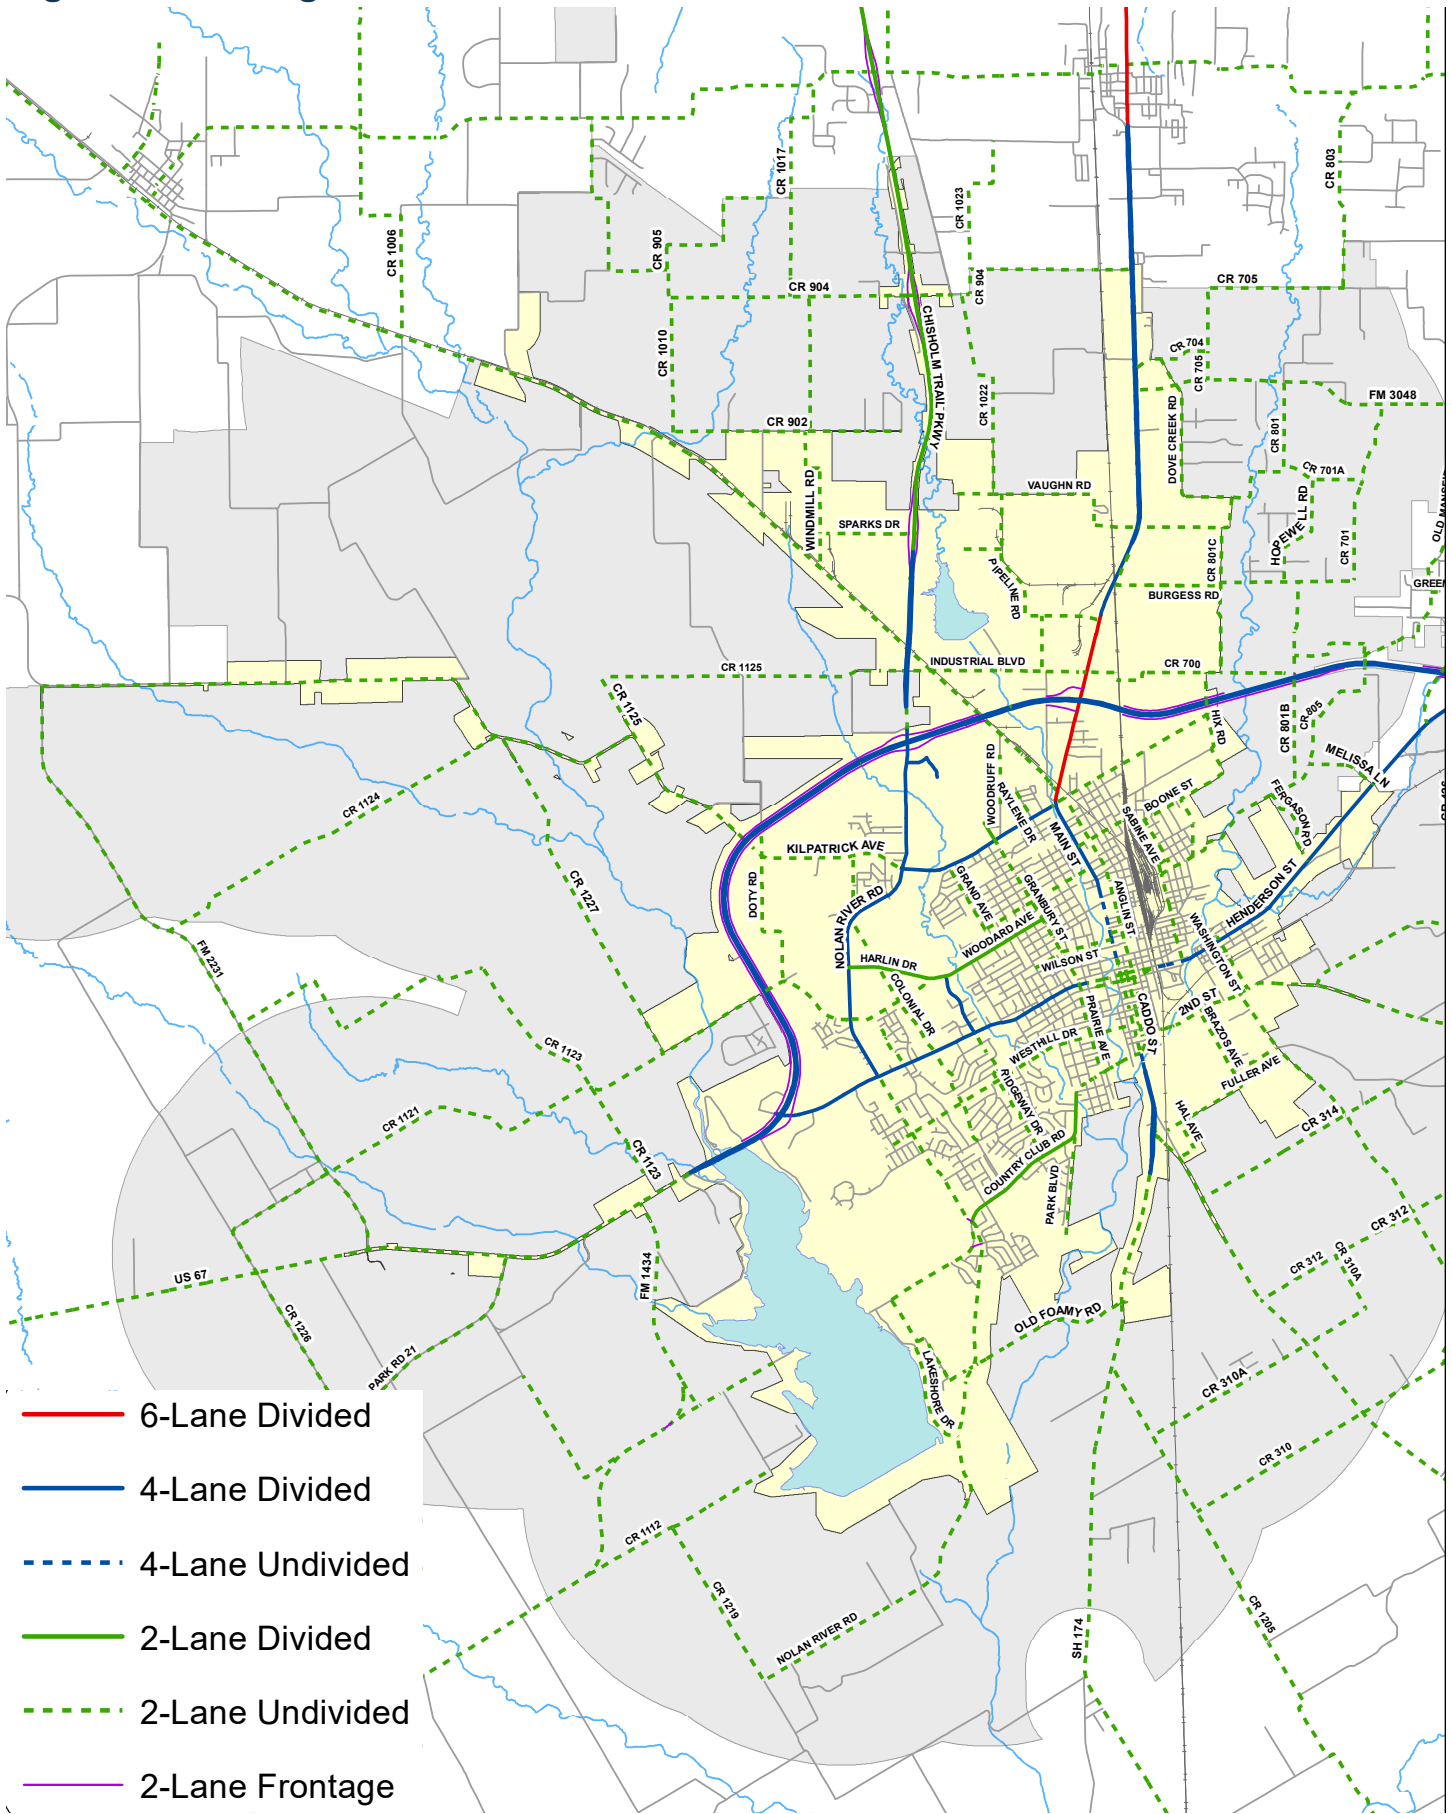 CR 1017
CR 803
CR 1023
CR 1006
CR 905
CR 904
CR 904
CR 705
CHISHOLM TRAIL PKWY
CR 1010
CR 704
CR 705
FM 3048
CR 1022
DOVE CREEK RD
CR 902
CR 801
CR 701A
WINDMILL RD
VAUGHN RD
HOPEWELL RD
SPARKS DR
CR 701
CR 801C
PIPELINE RD
BURGESS RD
INDUSTRIAL BLVD
CR 1125
CR 700
CR 1125
HIX RD
CR 801B
CR 805
MELISSA LN
WOODRUFF RD
RAYLENE DR
BOONE ST
FERGASON RD
CR 1124
MAIN ST
SABINE AVE
KILPATRICK AVE
CR 1227
DOTY RD
NOLAN RIVER RD
GRAND AVE
GRANBURY ST
ANGLIN ST
HENDERSON ST
WOODARD AVE
WASHINGTON ST
FM 2231
HARLIN DR
WILSON ST
COLONIAL DR
PRAIRIE AVE
CADDO ST
2ND ST
BRAZOS AVE
WESTHILL DR
CR 1123
FULLER AVE
RIDGEWAY DR
CR 1121
HAL AVE
CR 314
CR 1123
COUNTRY CLUB RD
PARK BLVD
CR 312
CR 312
CR 310A
US 67
FM 1434
CR 1226
OLD FOAMY RD
PARK RD 21
LAKESHORE DR
CR 310A
CR 310
CR 1112
CR 1219
NOLAN RIVER RD
SH 174
CR 1205
6-Lane Divided
4-Lane Divided
4-Lane Undivided
2-Lane Divided
2-Lane Undivided
2-Lane Frontage